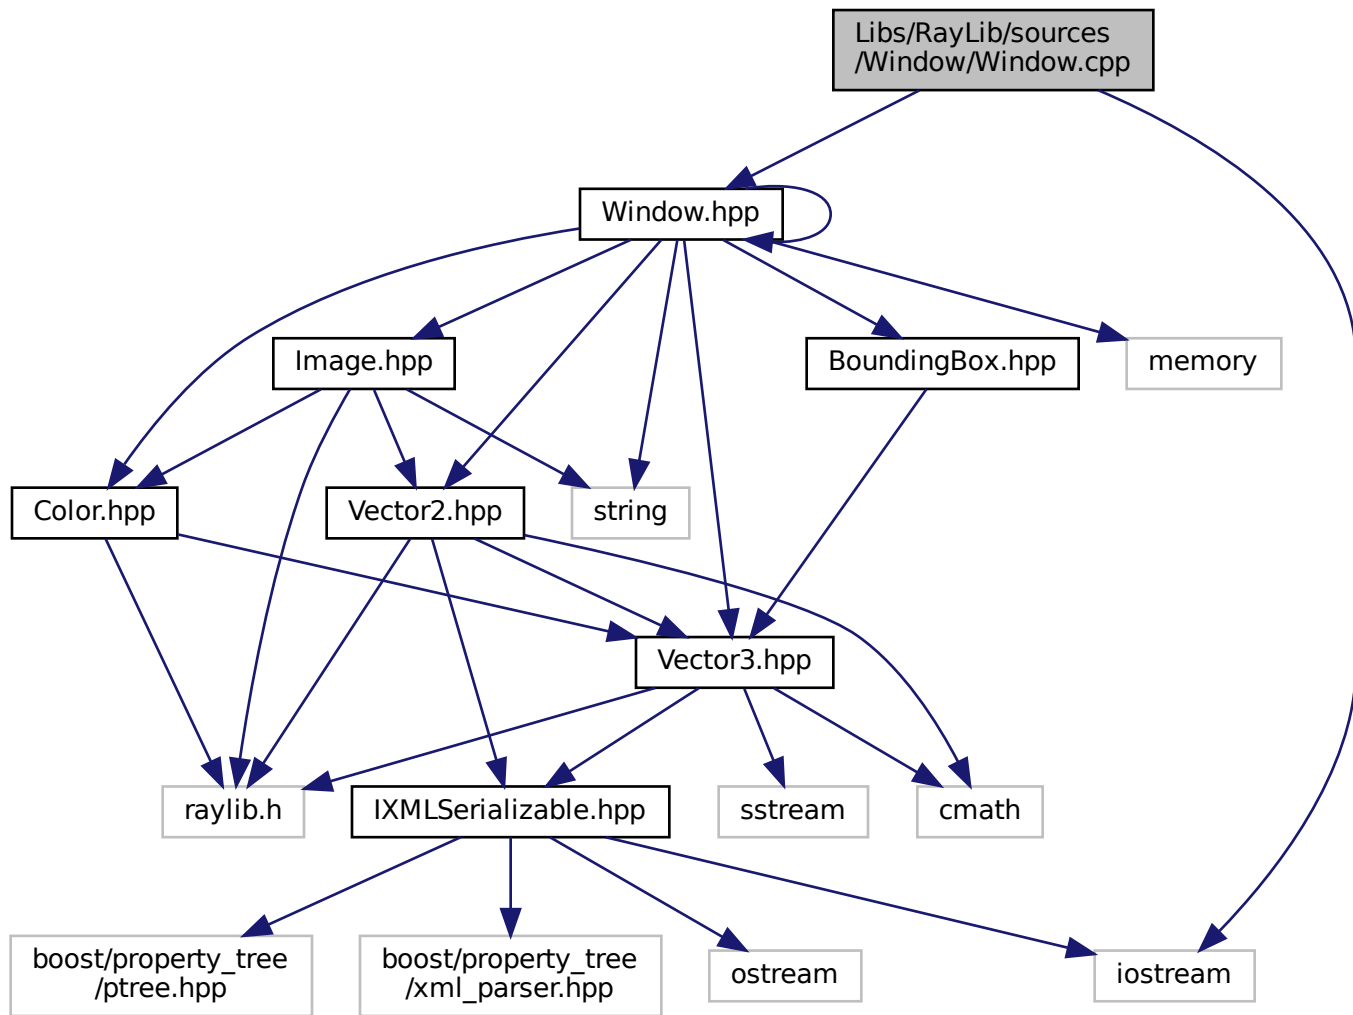 Libs/RayLib/sources
/Window/Window.cpp
Window.hpp
Image.hpp
BoundingBox.hpp
memory
Color.hpp
Vector2.hpp
string
Vector3.hpp
raylib.h
IXMLSerializable.hpp
sstream
cmath
boost/property_tree
/ptree.hpp
boost/property_tree
/xml_parser.hpp
ostream
iostream